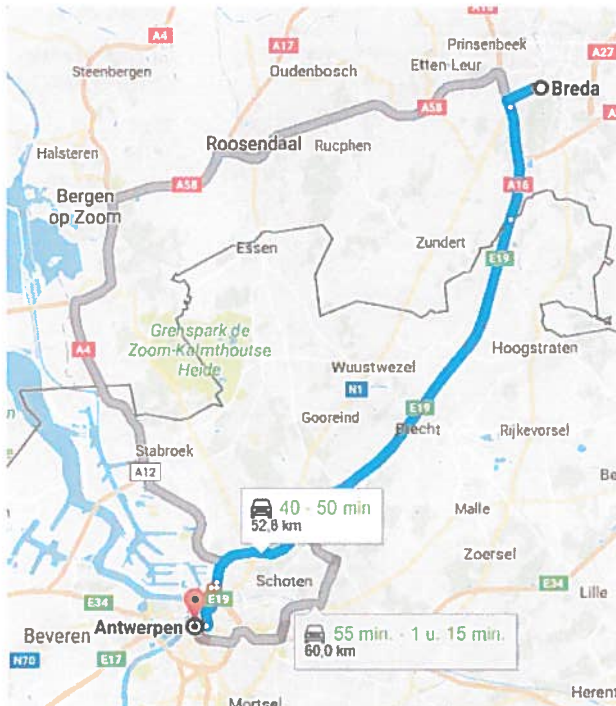 A4
A16
Prinsenbeek
A17
A27
Steenbergen
Oudenbosch
Etten-Leur
Breda
A58
A
Halsteren
Roosendaal
Rucphen
A58
A16
Bergen
op Zoom
Essen
Zundert
E19
Grenspark de
Zoom-Kalmthoutse
Heide
A4
Hoogstraten
Wuustwezel
N1
E19
Gooreind
Brecht
Rijkevorsel
Stabroek
A12
Be
40 - 50 min
52,8 km
Malle
Zoersel
Schoten
E34
E19
E34
Lille
Antwerpen
Beveren
55 min. - 1 u. 15 min.
60,0 km
N70
E17
Mortsel
Herent